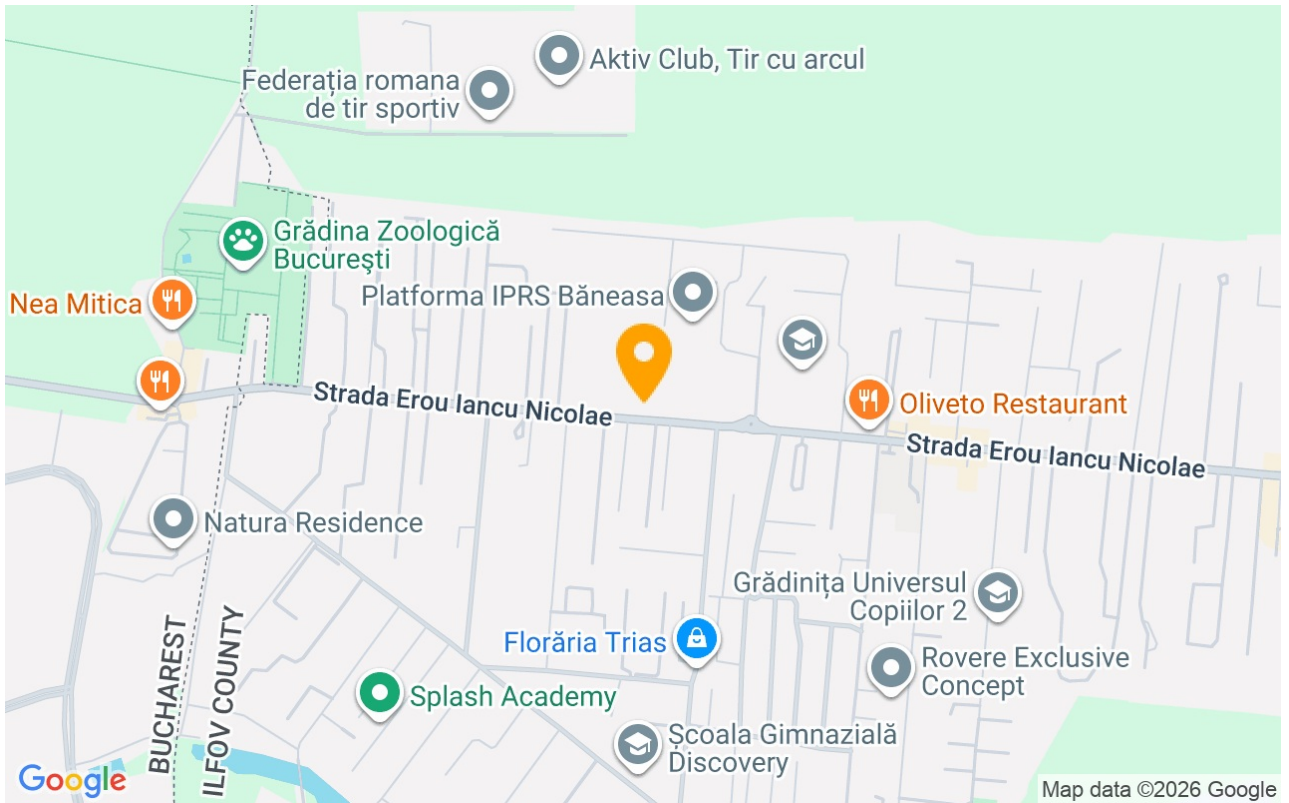 Aktiv Club, Tir cu arcul
Federația romana
de tir sportiv
Grădina Zoologică
București
Nea Mitica
Platforma IPRS Băneasa
Strada Erou Iancu Nicolae
Oliveto Restaurant
Strada Erou Iancu Nicolae
Natura Residence
Grădinița Universul
Copiilor 2
BUCHAREST
ILFOV COUNTY
Florăria Trias
Rovere Exclusive
Concept
Splash Academy
Școala Gimnazială
Discovery
Google
Map data ©2026 Google